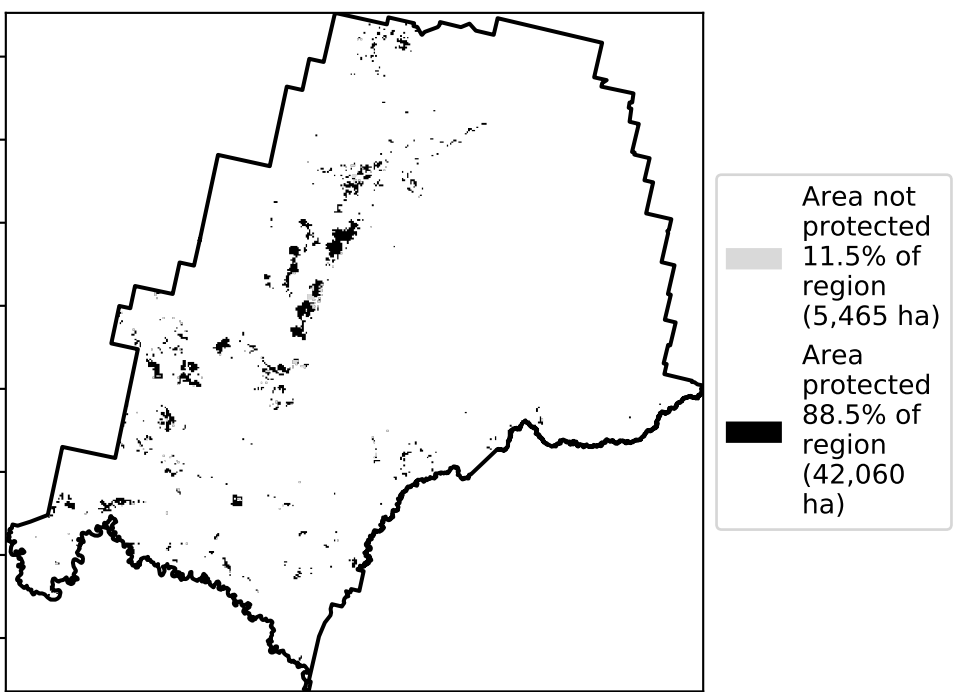 Area not
protected
11.5% of
region
(5,465 ha)
Area
protected
88.5% of
region
(42,060
ha)